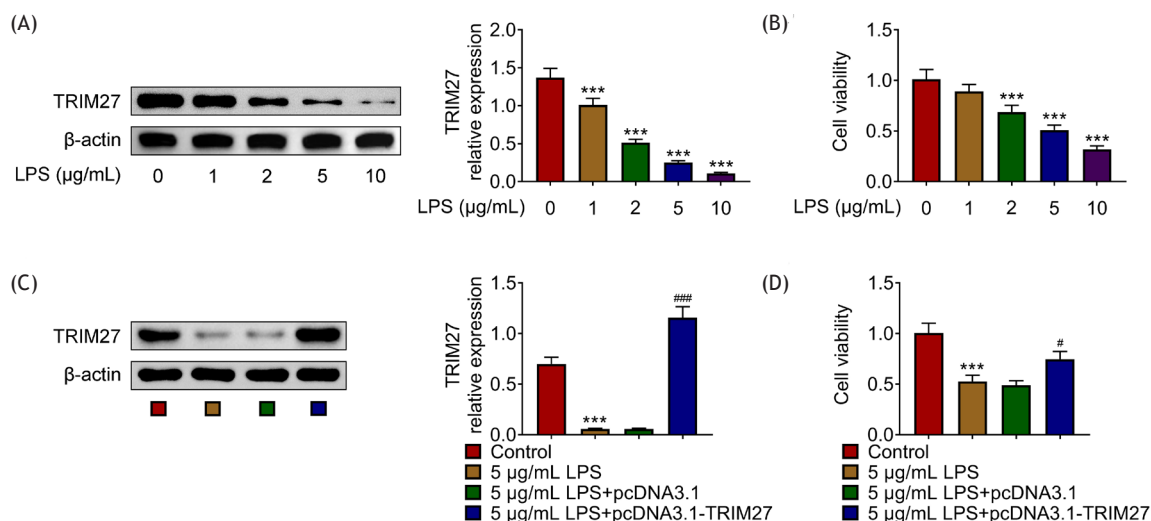 (A)
TRIM27
β-actin
LPS (µg/mL) 0 1 2 5 10
TRIM27
relative expression
2.0
1.5
1.0
0.5
0.0
***
***
***
***
LPS (µg/mL) 0 1 2 5 10
(B)
Cell viability
1.5
1.0
0.5
0.0
***
***
***
LPS (µg/mL) 0 1 2 5 10
(C)
TRIM27
β-actin
TRIM27
relative expression
1.5
1.0
0.5
0.0
***
###
Control
5 µg/mL LPS
5 µg/mL LPS+pcDNA3.1
5 µg/mL LPS+pcDNA3.1-TRIM27
(D)
Cell viability
1.5
1.0
0.5
0.0
***
#
Control
5 µg/mL LPS
5 µg/mL LPS+pcDNA3.1
5 µg/mL LPS+pcDNA3.1-TRIM27